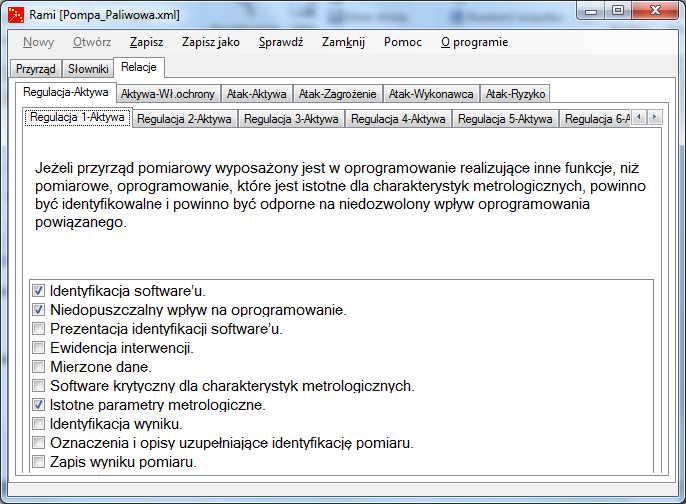 Rami [Pompa_Paliwowa.xml]
Nowy Otwórz Zapisz Zapisz jako Sprawdź Zamknij Pomoc O programie
Przyrząd Słowniki Relacje
Regulacja-Aktywa Aktywa-Wł.ochrony Atak-Aktywa Atak-Zagrożenie Atak-Wykonawca Atak-Ryzyko
Regulacja 1-Aktywa Regulacja 2-Aktywa Regulacja 3-Aktywa Regulacja 4-Aktywa Regulacja 5-Aktywa Regulacja 6-A
Jeżeli przyrząd pomiarowy wyposażony jest w oprogramowanie realizujące inne funkcje, niż
pomiarowe, oprogramowanie, które jest istotne dla charakterystyk metrologicznych, powinno
być identyfikowalne i powinno być odporne na niedozwolony wpływ oprogramowania
powiązanego.
Identyfikacja software'u.
Niedopuszczalny wpływ na oprogramowanie.
Prezentacja identyfikacji software'u.
Ewidencja interwencji.
Mierzone dane.
Software krytyczny dla charakterystyk metrologicznych.
Istotne parametry metrologiczne.
Identyfikacja wyniku.
Oznaczenia i opisy uzupełniające identyfikację pomiaru.
Zapis wyniku pomiaru.